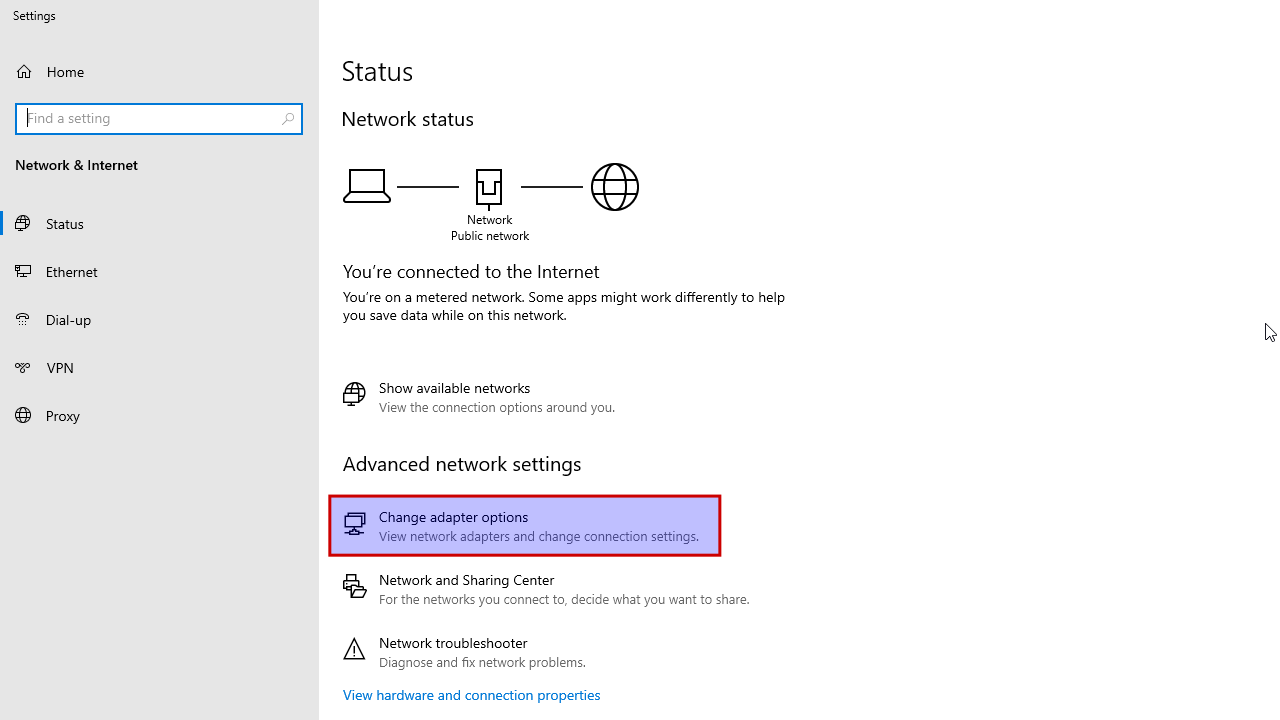 Settings
Home
Find a setting
Network & Internet
Status
Ethernet
Dial-up
VPN
Proxy
Status
Network status
Network
Public network
You’re connected to the Internet
You’re on a metered network. Some apps might work differently to help
you save data while on this network.
Show available networks
View the connection options around you.
Advanced network settings
Change adapter options
View network adapters and change connection settings.
Network and Sharing Center
For the networks you connect to, decide what you want to share.
Network troubleshooter
Diagnose and fix network problems.
View hardware and connection properties